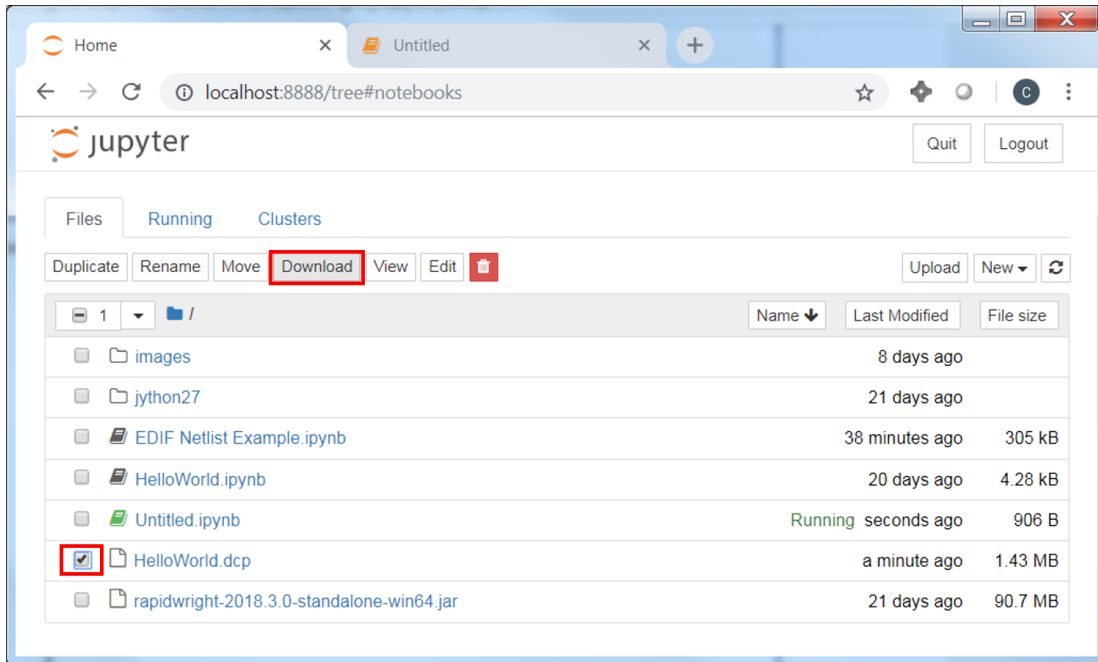 Home Untitled
localhost:8888/tree#notebooks C
jupyter Quit Logout
Files Running Clusters
Duplicate Rename Move Download View Edit Upload New
1 / Name Last Modified File size
images 8 days ago
jython27 21 days ago
EDIF Netlist Example.ipynb 38 minutes ago 305 kB
HelloWorld.ipynb 20 days ago 4.28 kB
Untitled.ipynb Running seconds ago 906 B
HelloWorld.dcp a minute ago 1.43 MB
rapidwright-2018.3.0-standalone-win64.jar 21 days ago 90.7 MB